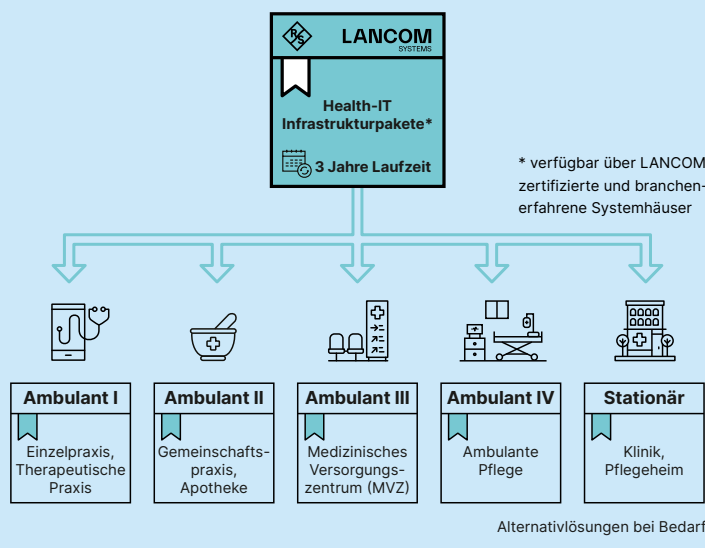 R&S LANCOM
SYSTEMS
Health-IT
Infrastrukturpakete*
3 Jahre Laufzeit
* verfügbar über LANCOM
zertifizierte und branchen-
erfahrene Systemhäuser
Ambulant I
Einzelpraxis,
Therapeutische
Praxis
Ambulant II
Gemeinschafts-
praxis,
Apotheke
Ambulant III
Medizinisches
Versorgungs-
zentrum (MVZ)
Ambulant IV
Ambulante
Pflege
Stationär
Klinik,
Pflegeheim
Alternativlösungen bei Bedarf